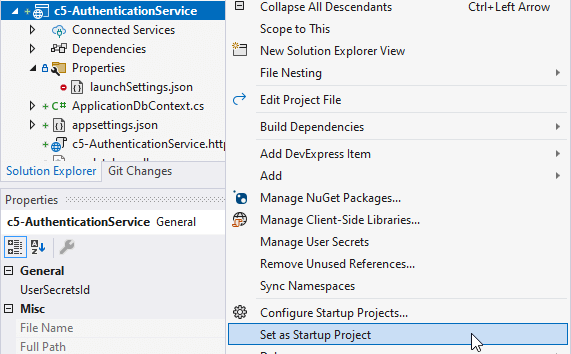 c5-AuthenticationService
Connected Services
Dependencies
Properties
launchSettings.json
ApplicationDbContext.cs
appsettings.json
c5-AuthenticationService.http
Solution Explorer Git Changes
Properties
c5-AuthenticationService General
General
UserSecretsId
Misc
File Name
Full Path
Collapse All Descendants Ctrl+Left Arrow
Scope to This
New Solution Explorer View
File Nesting
Edit Project File
Build Dependencies
Add DevExpress Item
Add
Manage NuGet Packages...
Manage Client-Side Libraries...
Manage User Secrets
Remove Unused References...
Sync Namespaces
Configure Startup Projects...
Set as Startup Project